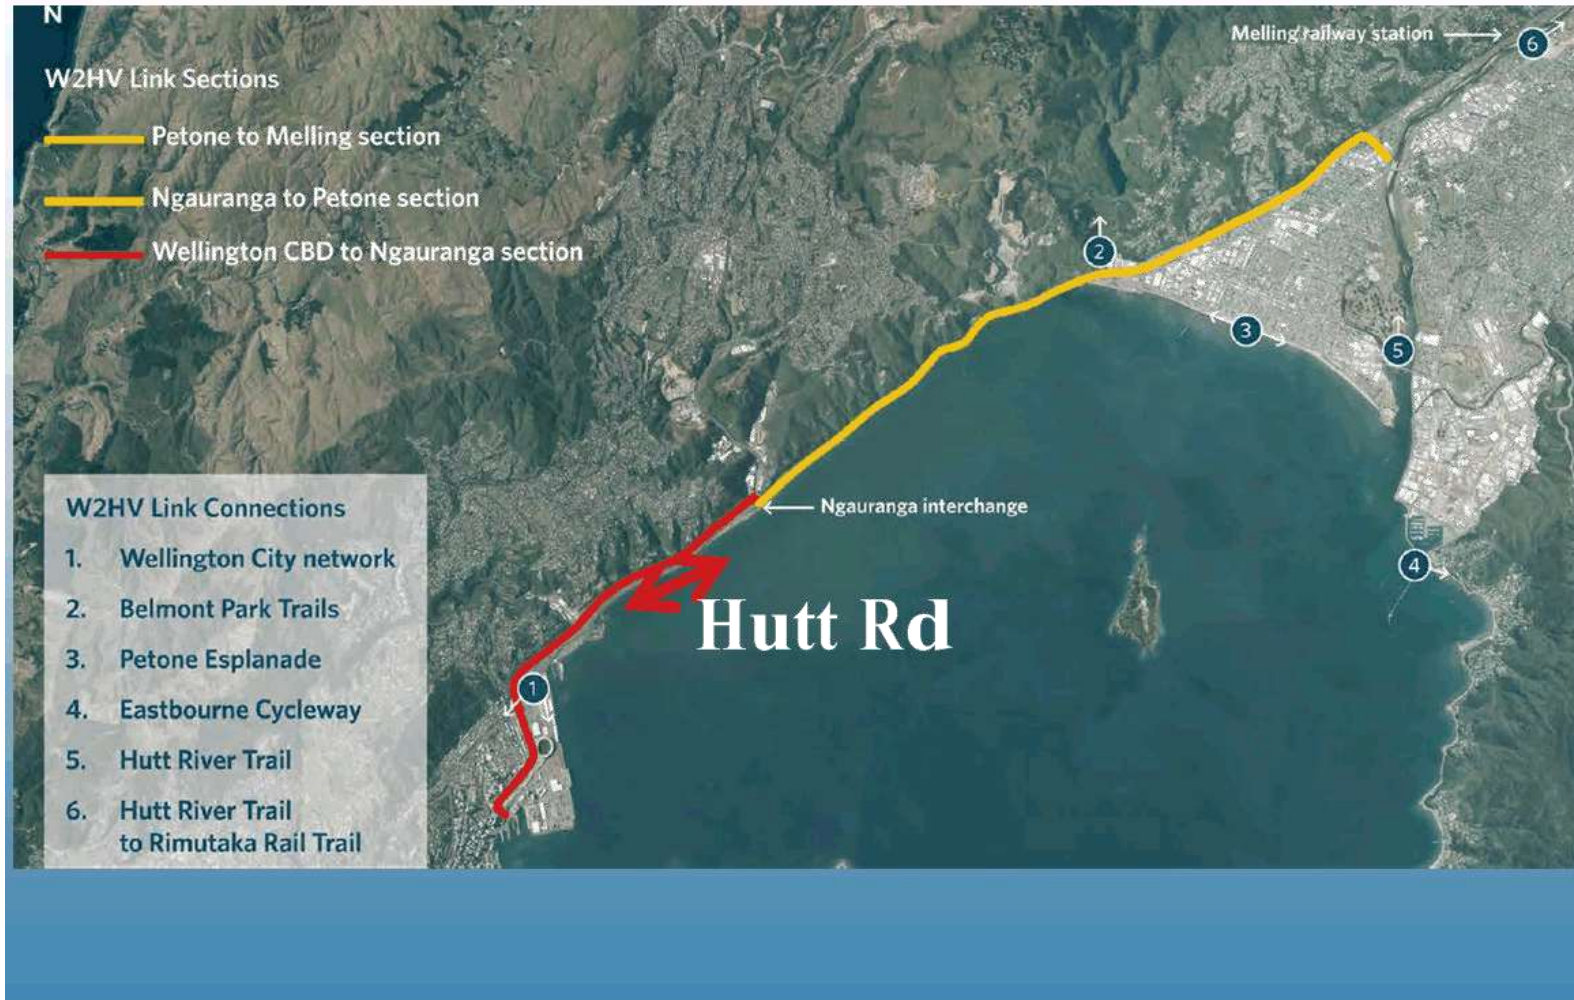 N
Melling railway station
6
W2HV Link Sections
Petone to Melling section
Ngauranga to Petone section
Wellington CBD to Ngauranga section
2
3
5
Ngauranga interchange
4
Hutt Rd
1
W2HV Link Connections
1. Wellington City network
2. Belmont Park Trails
3. Petone Esplanade
4. Eastbourne Cycleway
5. Hutt River Trail
6. Hutt River Trail
to Rimutaka Rail Trail